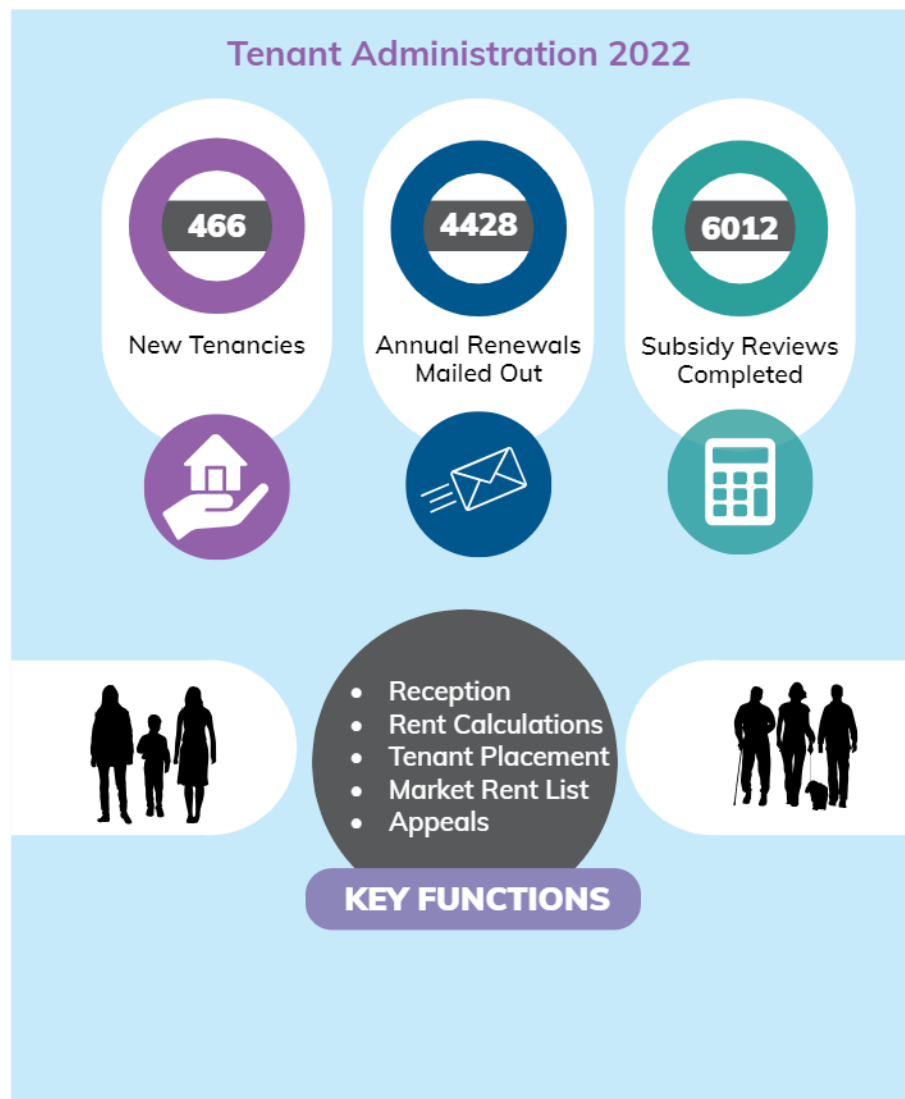 Tenant Administration 2022
466
4428
6012
New Tenancies
Annual Renewals
Mailed Out
Subsidy Reviews
Completed
• Reception
• Rent Calculations
• Tenant Placement
• Market Rent List
• Appeals
KEY FUNCTIONS